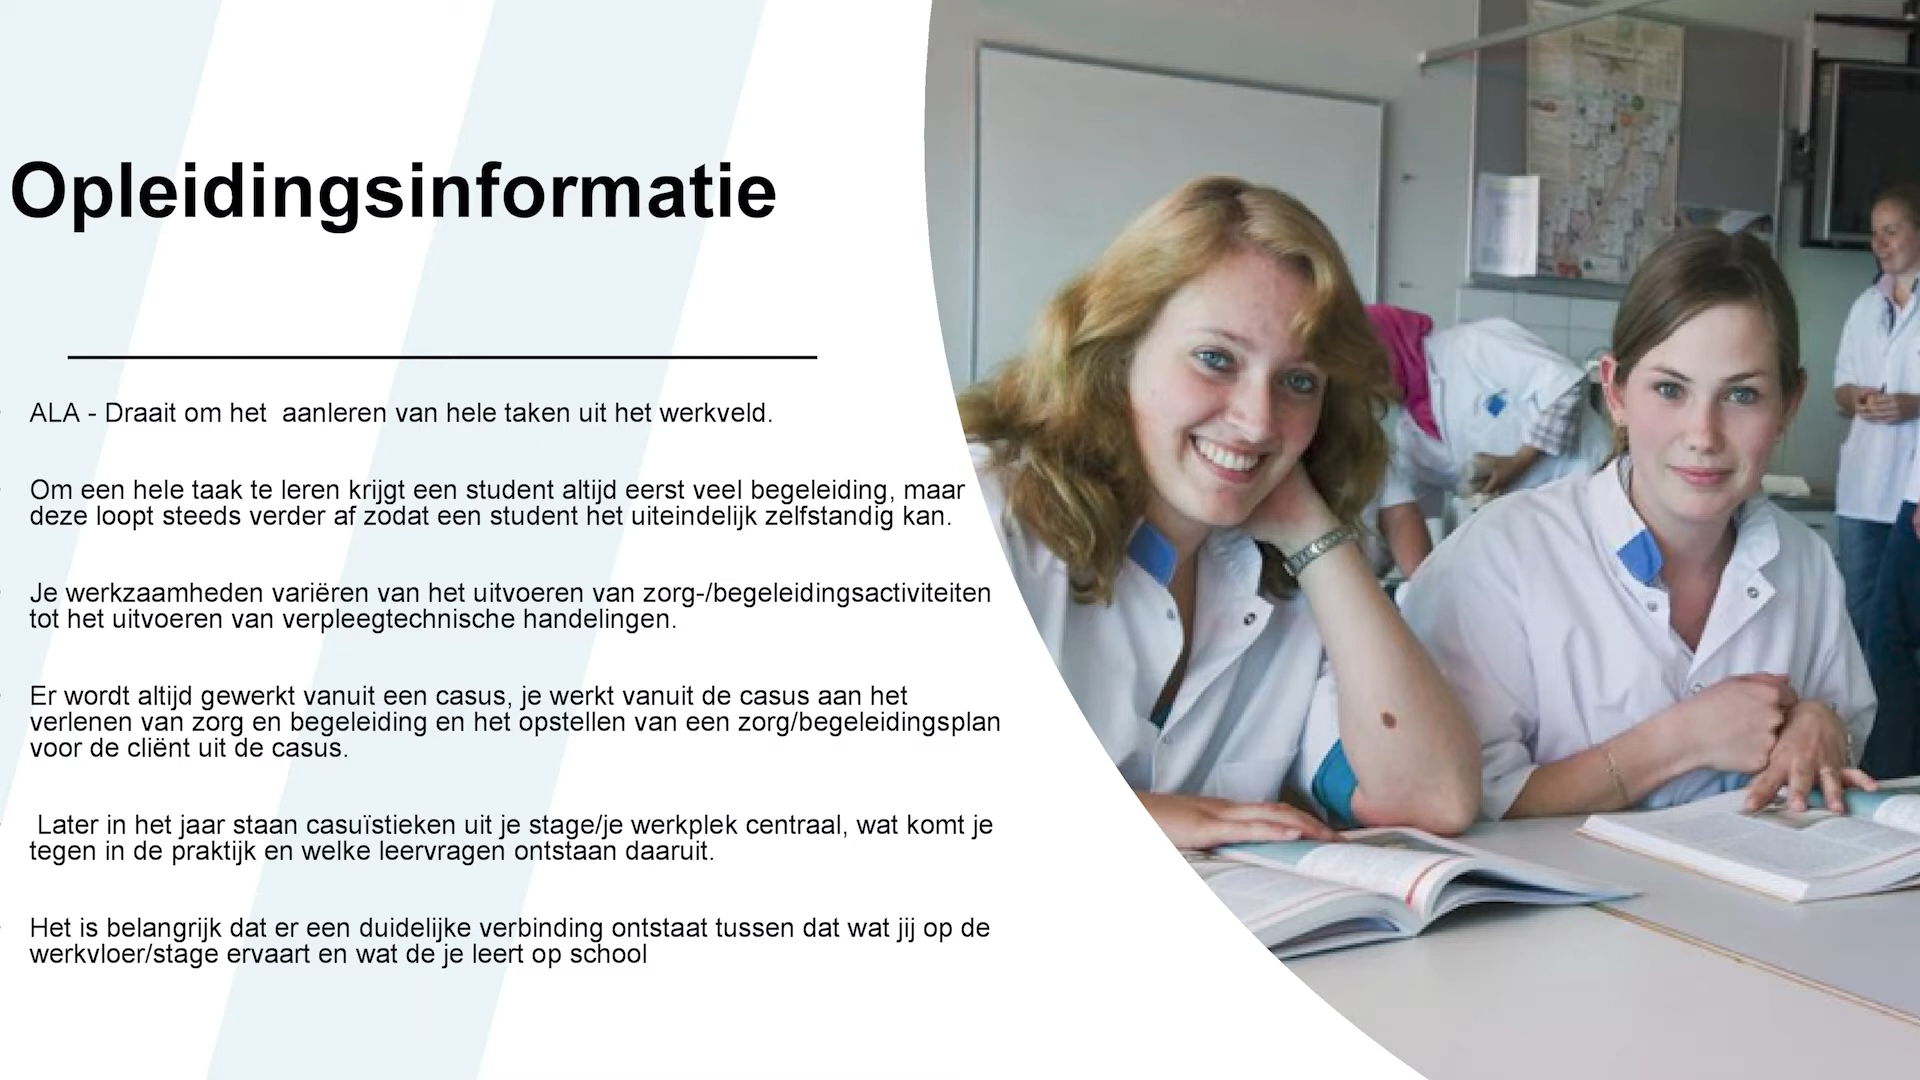 Opleidingsinformatie
ALA - Draait om het  aanleren van hele taken uit het werkveld.
Om een hele taak te leren krijgt een student altijd eerst veel begeleiding, maar
deze loopt steeds verder af zodat een student het uiteindelijk zelfstandig kan.
Je werkzaamheden variëren van het uitvoeren van zorg-/begeleidingsactiviteiten
tot het uitvoeren van verpleegtechnische handelingen.
Er wordt altijd gewerkt vanuit een casus, je werkt vanuit de casus aan het
verlenen van zorg en begeleiding en het opstellen van een zorg/begeleidingsplan
voor de cliënt uit de casus.
Later in het jaar staan casuïstieken uit je stage/je werkplek centraal, wat komt je
tegen in de praktijk en welke leervragen ontstaan daaruit.
Het is belangrijk dat er een duidelijke verbinding ontstaat tussen dat wat jij op de
werkvloer/stage ervaart en wat de je leert op school